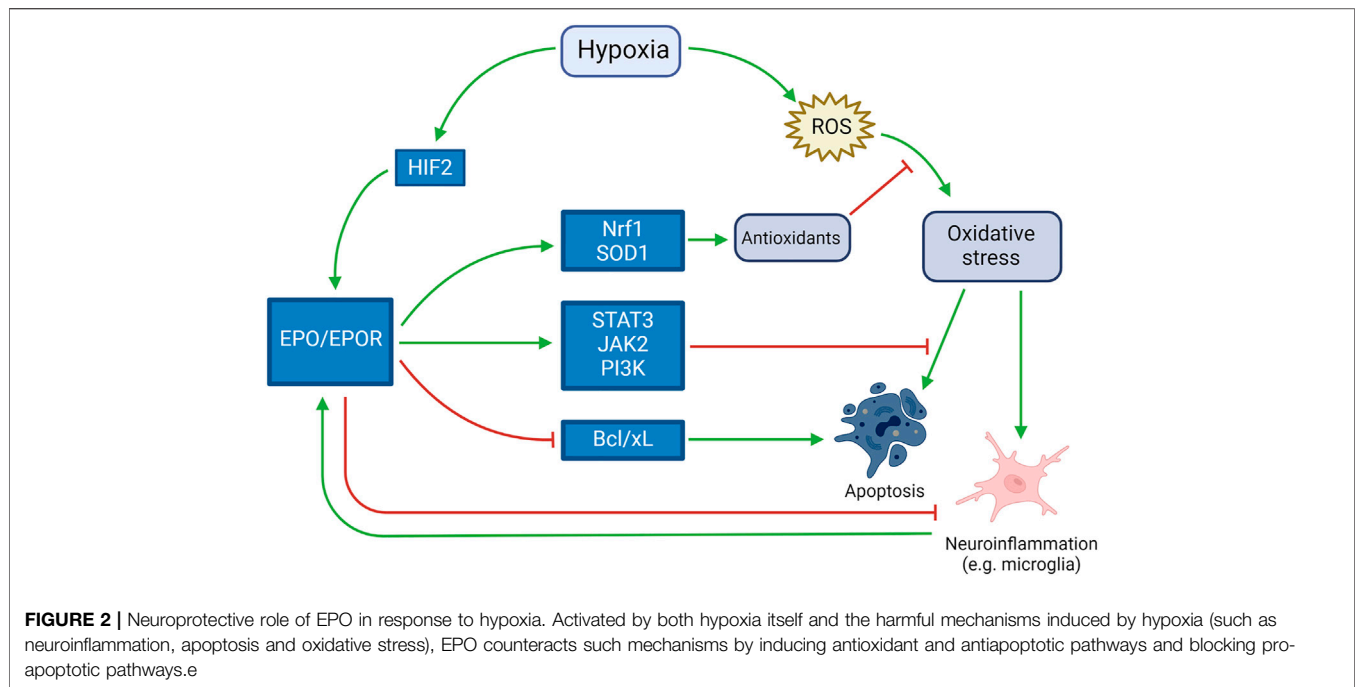 Hypoxia
ROS
HIF2
Nrf1
SOD1
Antioxidants
Oxidative
stress
EPO/EPOR
STAT3
JAK2
PI3K
Bcl/xL
Apoptosis
Neuroinflammation
(e.g. microglia)
FIGURE 2 | Neuroprotective role of EPO in response to hypoxia. Activated by both hypoxia itself and the harmful mechanisms induced by hypoxia (such as
neuroinflammation, apoptosis and oxidative stress), EPO counteracts such mechanisms by inducing antioxidant and antiapoptotic pathways and blocking pro-
apoptotic pathways.e